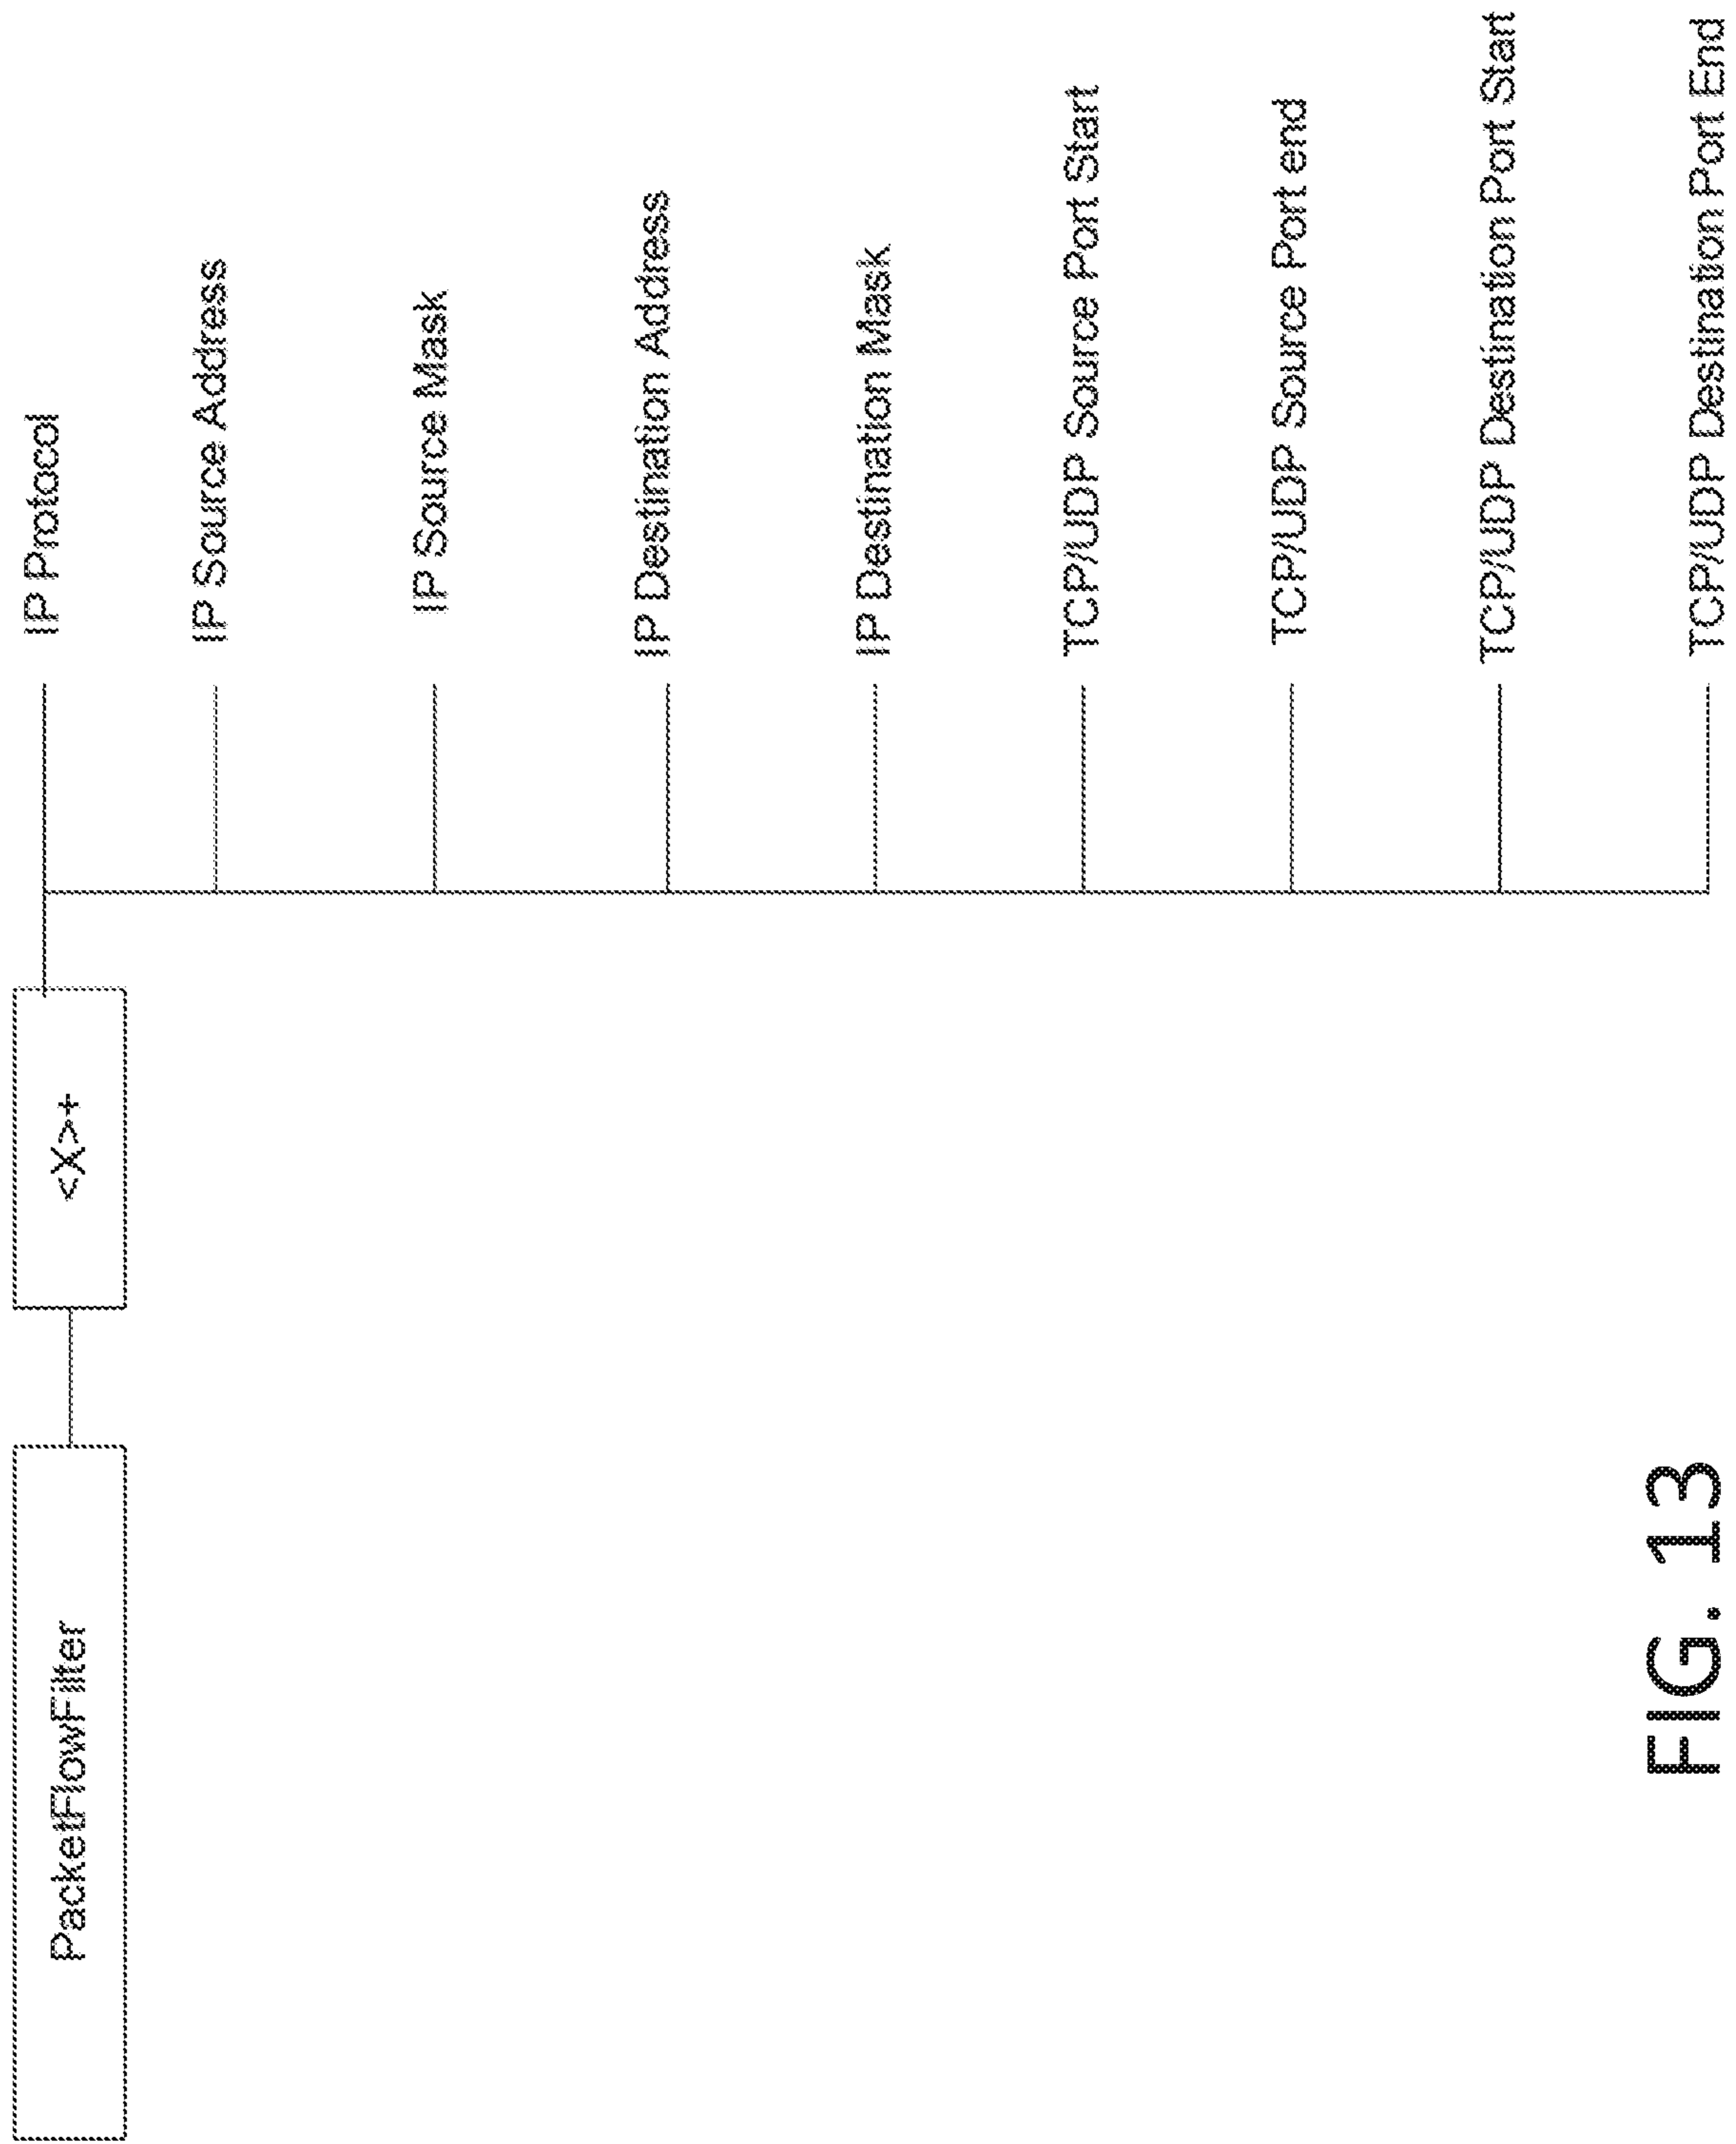 PacketFlowFilter
<X>+
IP Protocol
IP Source Address
IP Source Mask
IP Destination Address
IP Destination Mask
TCP/UDP Source Port Start
TCP/UDP Source Port end
TCP/UDP Destination Port Start
TCP/UDP Destination Port End
FIG. 13